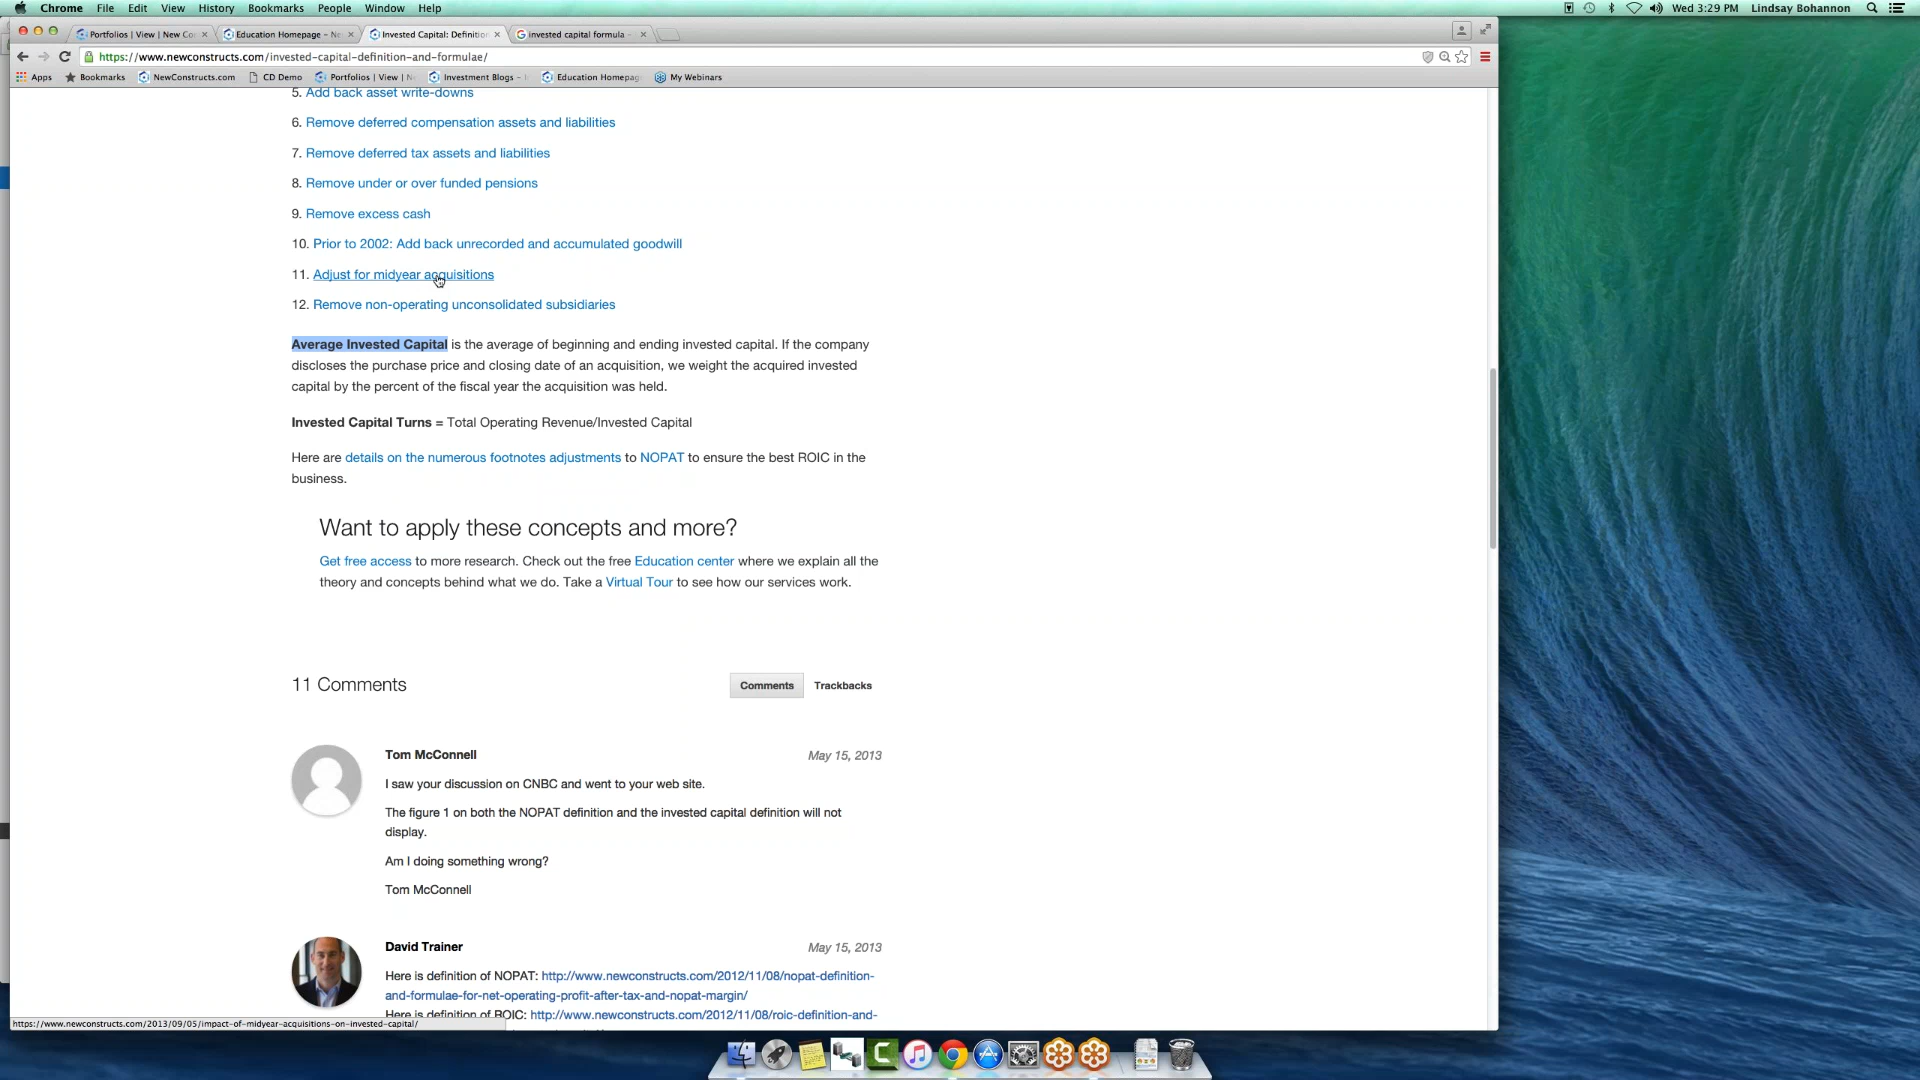 Chrome File Edit View History Bookmarks People Window Help Wed 3:29 PM Lindsay Bohannon
Portfolios | View | New Co Education Homepage – Ne Invested Capital: Definitio invested capital formula –
https://www.newconstructs.com/invested-capital-definition-and-formulae/
Apps Bookmarks NewConstructs.com CD Demo Portfolios | View | N Investment Blogs – Education Homepag My Webinars
5. Add back asset write-downs
6. Remove deferred compensation assets and liabilities
7. Remove deferred tax assets and liabilities
8. Remove under or over funded pensions
9. Remove excess cash
10. Prior to 2002: Add back unrecorded and accumulated goodwill
11. Adjust for midyear acquisitions
12. Remove non-operating unconsolidated subsidiaries
Average Invested Capital is the average of beginning and ending invested capital. If the company
discloses the purchase price and closing date of an acquisition, we weight the acquired invested
capital by the percent of the fiscal year the acquisition was held.
Invested Capital Turns = Total Operating Revenue/Invested Capital
Here are details on the numerous footnotes adjustments to NOPAT to ensure the best ROIC in the
business.
Want to apply these concepts and more?
Get free access to more research. Check out the free Education center where we explain all the
theory and concepts behind what we do. Take a Virtual Tour to see how our services work.
11 Comments Comments Trackbacks
Tom McConnell May 15, 2013
I saw your discussion on CNBC and went to your web site.
The figure 1 on both the NOPAT definition and the invested capital definition will not
display.
Am I doing something wrong?
Tom McConnell
David Trainer May 15, 2013
Here is definition of NOPAT: http://www.newconstructs.com/2012/11/08/nopat-definition-
and-formulae-for-net-operating-profit-after-tax-and-nopat-margin/
Here is definition of ROIC: http://www.newconstructs.com/2012/11/08/roic-definition-and-
https://www.newconstructs.com/2013/09/05/impact-of-midyear-acquisitions-on-invested-capital/